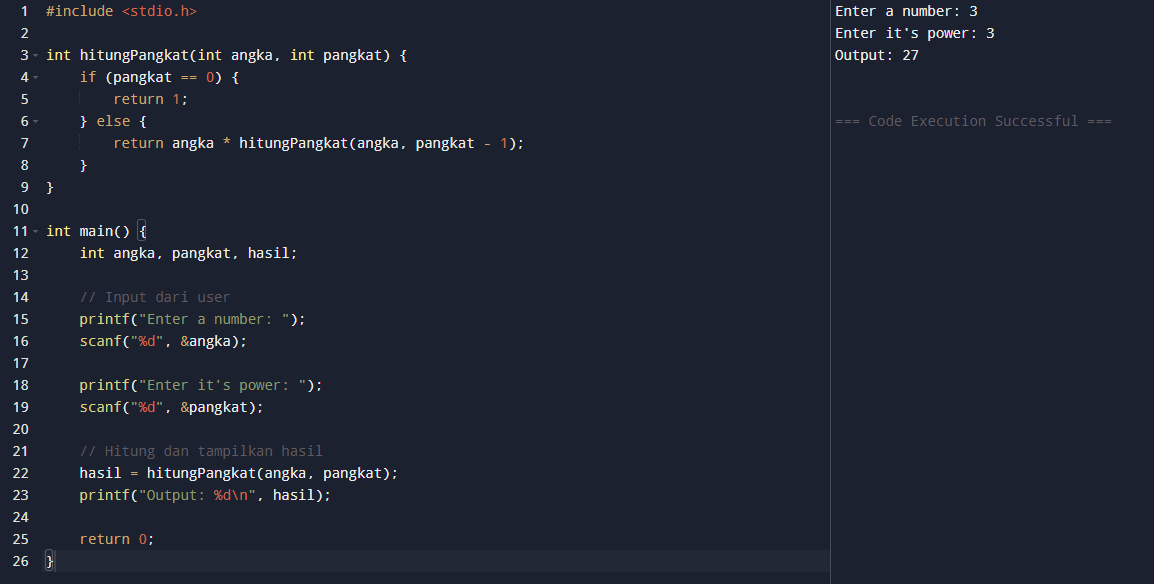 1 #include <stdio.h>
2
3 int hitungPangkat(int angka, int pangkat) {
4     if (pangkat == 0) {
5         return 1;
6     } else {
7         return angka * hitungPangkat(angka, pangkat - 1);
8     }
9 }
10
11 int main() {
12     int angka, pangkat, hasil;
13
14     // Input dari user
15     printf("Enter a number: ");
16     scanf("%d", &angka);
17
18     printf("Enter it's power: ");
19     scanf("%d", &pangkat);
20
21     // Hitung dan tampilkan hasil
22     hasil = hitungPangkat(angka, pangkat);
23     printf("Output: %d\n", hasil);
24
25     return 0;
26 }
Enter a number: 3
Enter it's power: 3
Output: 27
=== Code Execution Successful ===